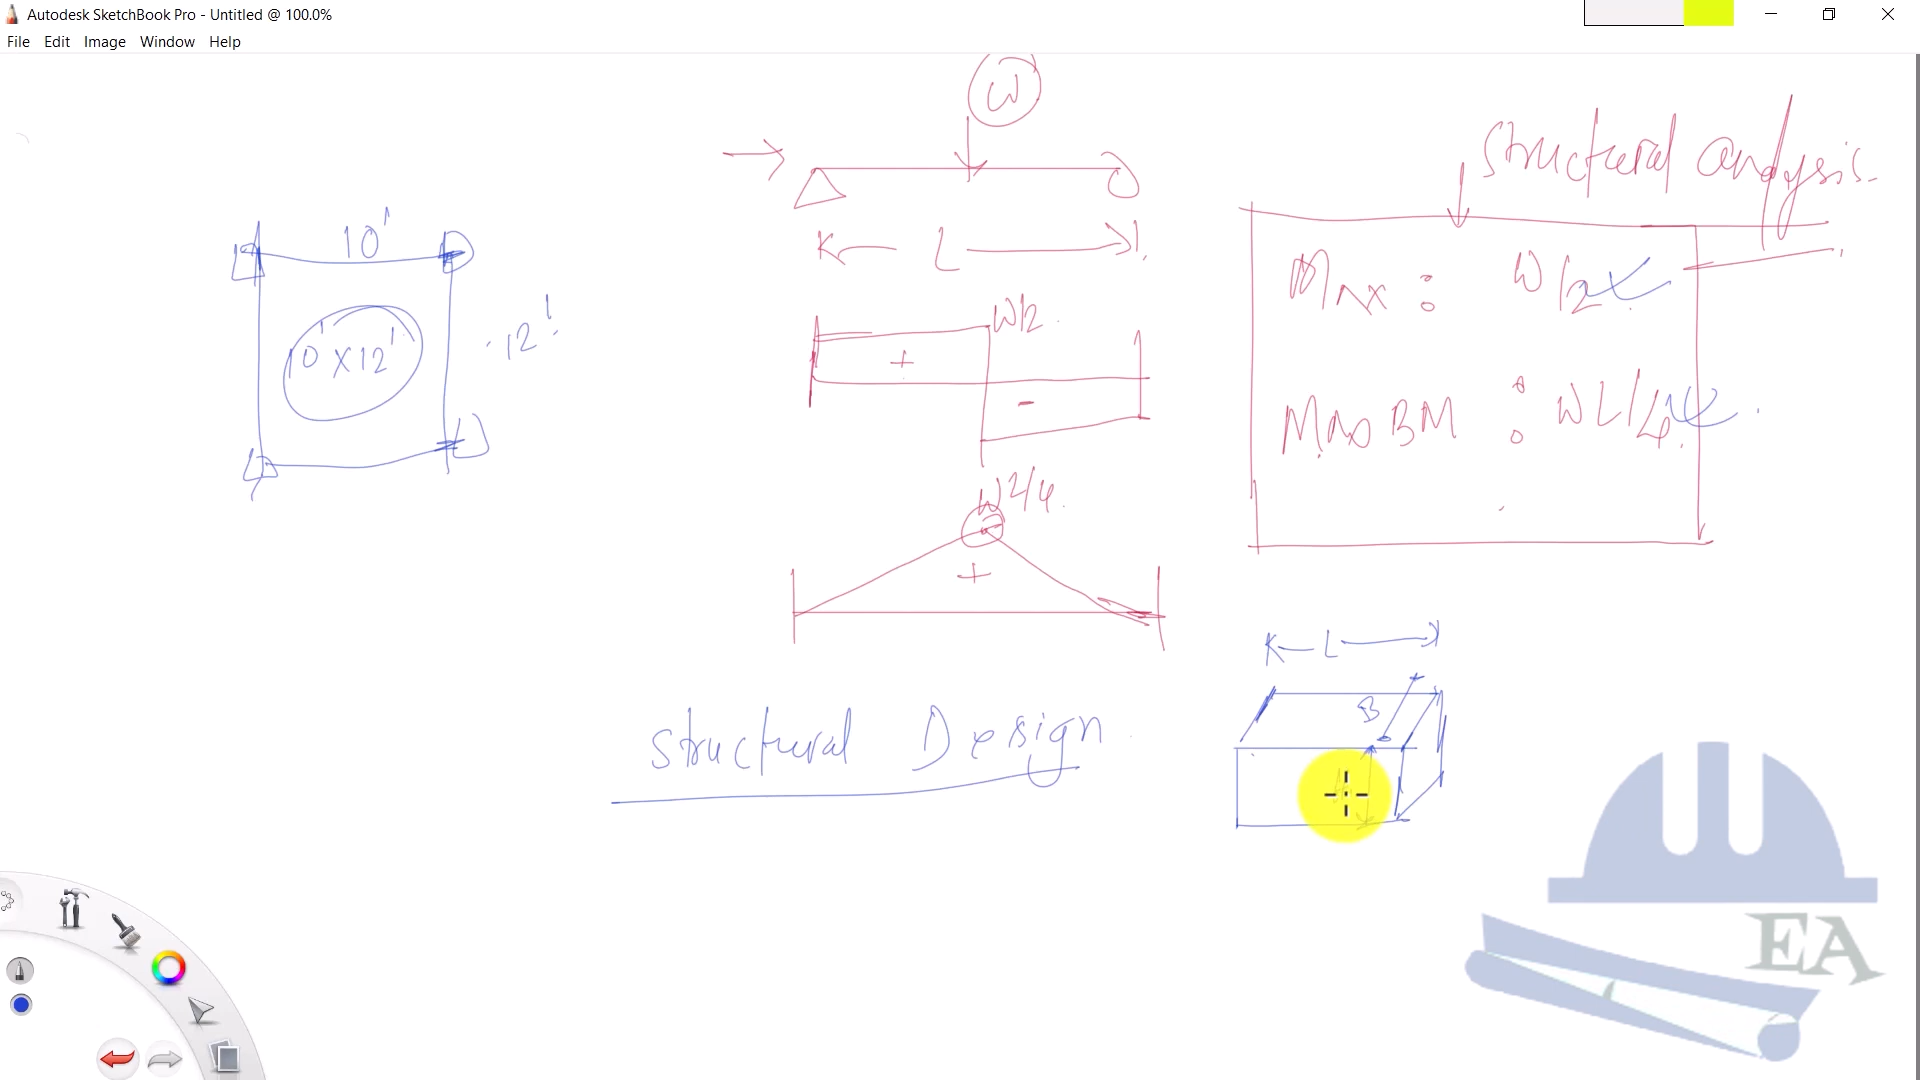 Autodesk SketchBook Pro - Untitled @ 100.0%
File Edit Image Window Help
W
Structural analysis.
10'
L
Max : W/2
W/2
+
-
10' X 12'
12'
Max BM : WL/4
+
L
B
Structural Design
EA